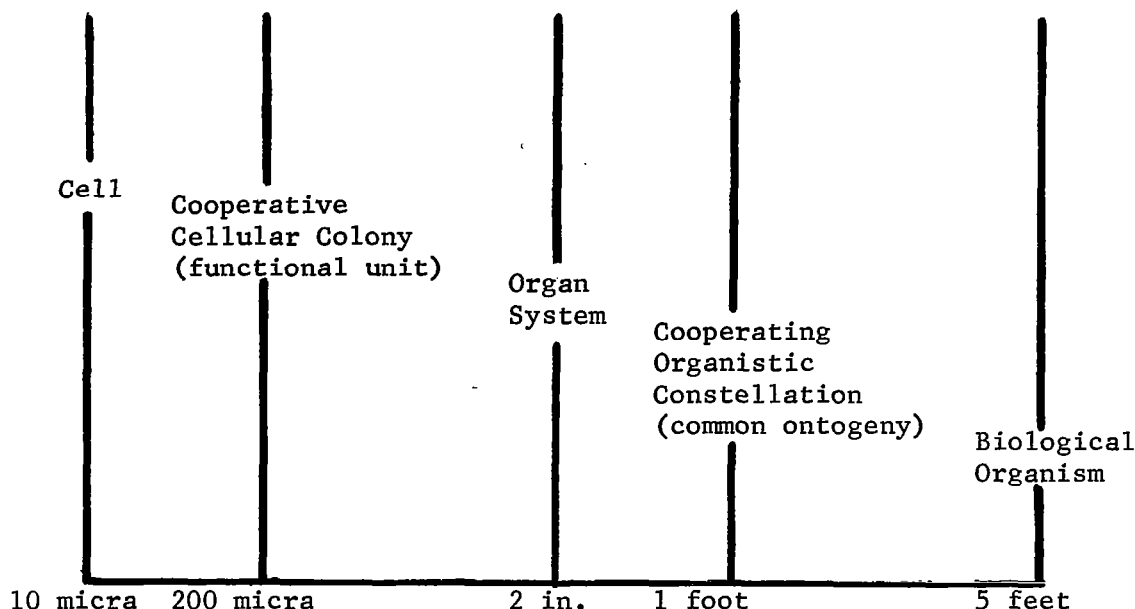 Cell
Cooperative
Cellular Colony
(functional unit)
Organ
System
Cooperating
Organistic
Constellation
(common ontogeny)
Biological
Organism
10 micra 200 micra 2 in. 1 foot 5 feet